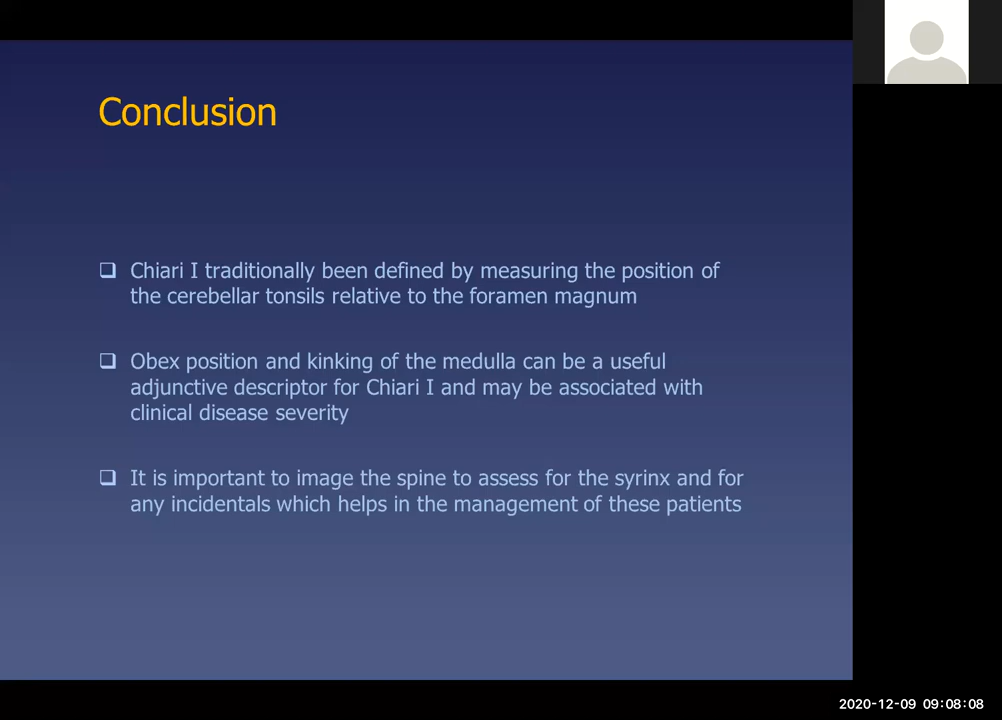 Conclusion
❑ Chiari I traditionally been defined by measuring the position of
the cerebellar tonsils relative to the foramen magnum
❑ Obex position and kinking of the medulla can be a useful
adjunctive descriptor for Chiari I and may be associated with
clinical disease severity
❑ It is important to image the spine to assess for the syrinx and for
any incidentals which helps in the management of these patients
2020-12-09 09:08:08